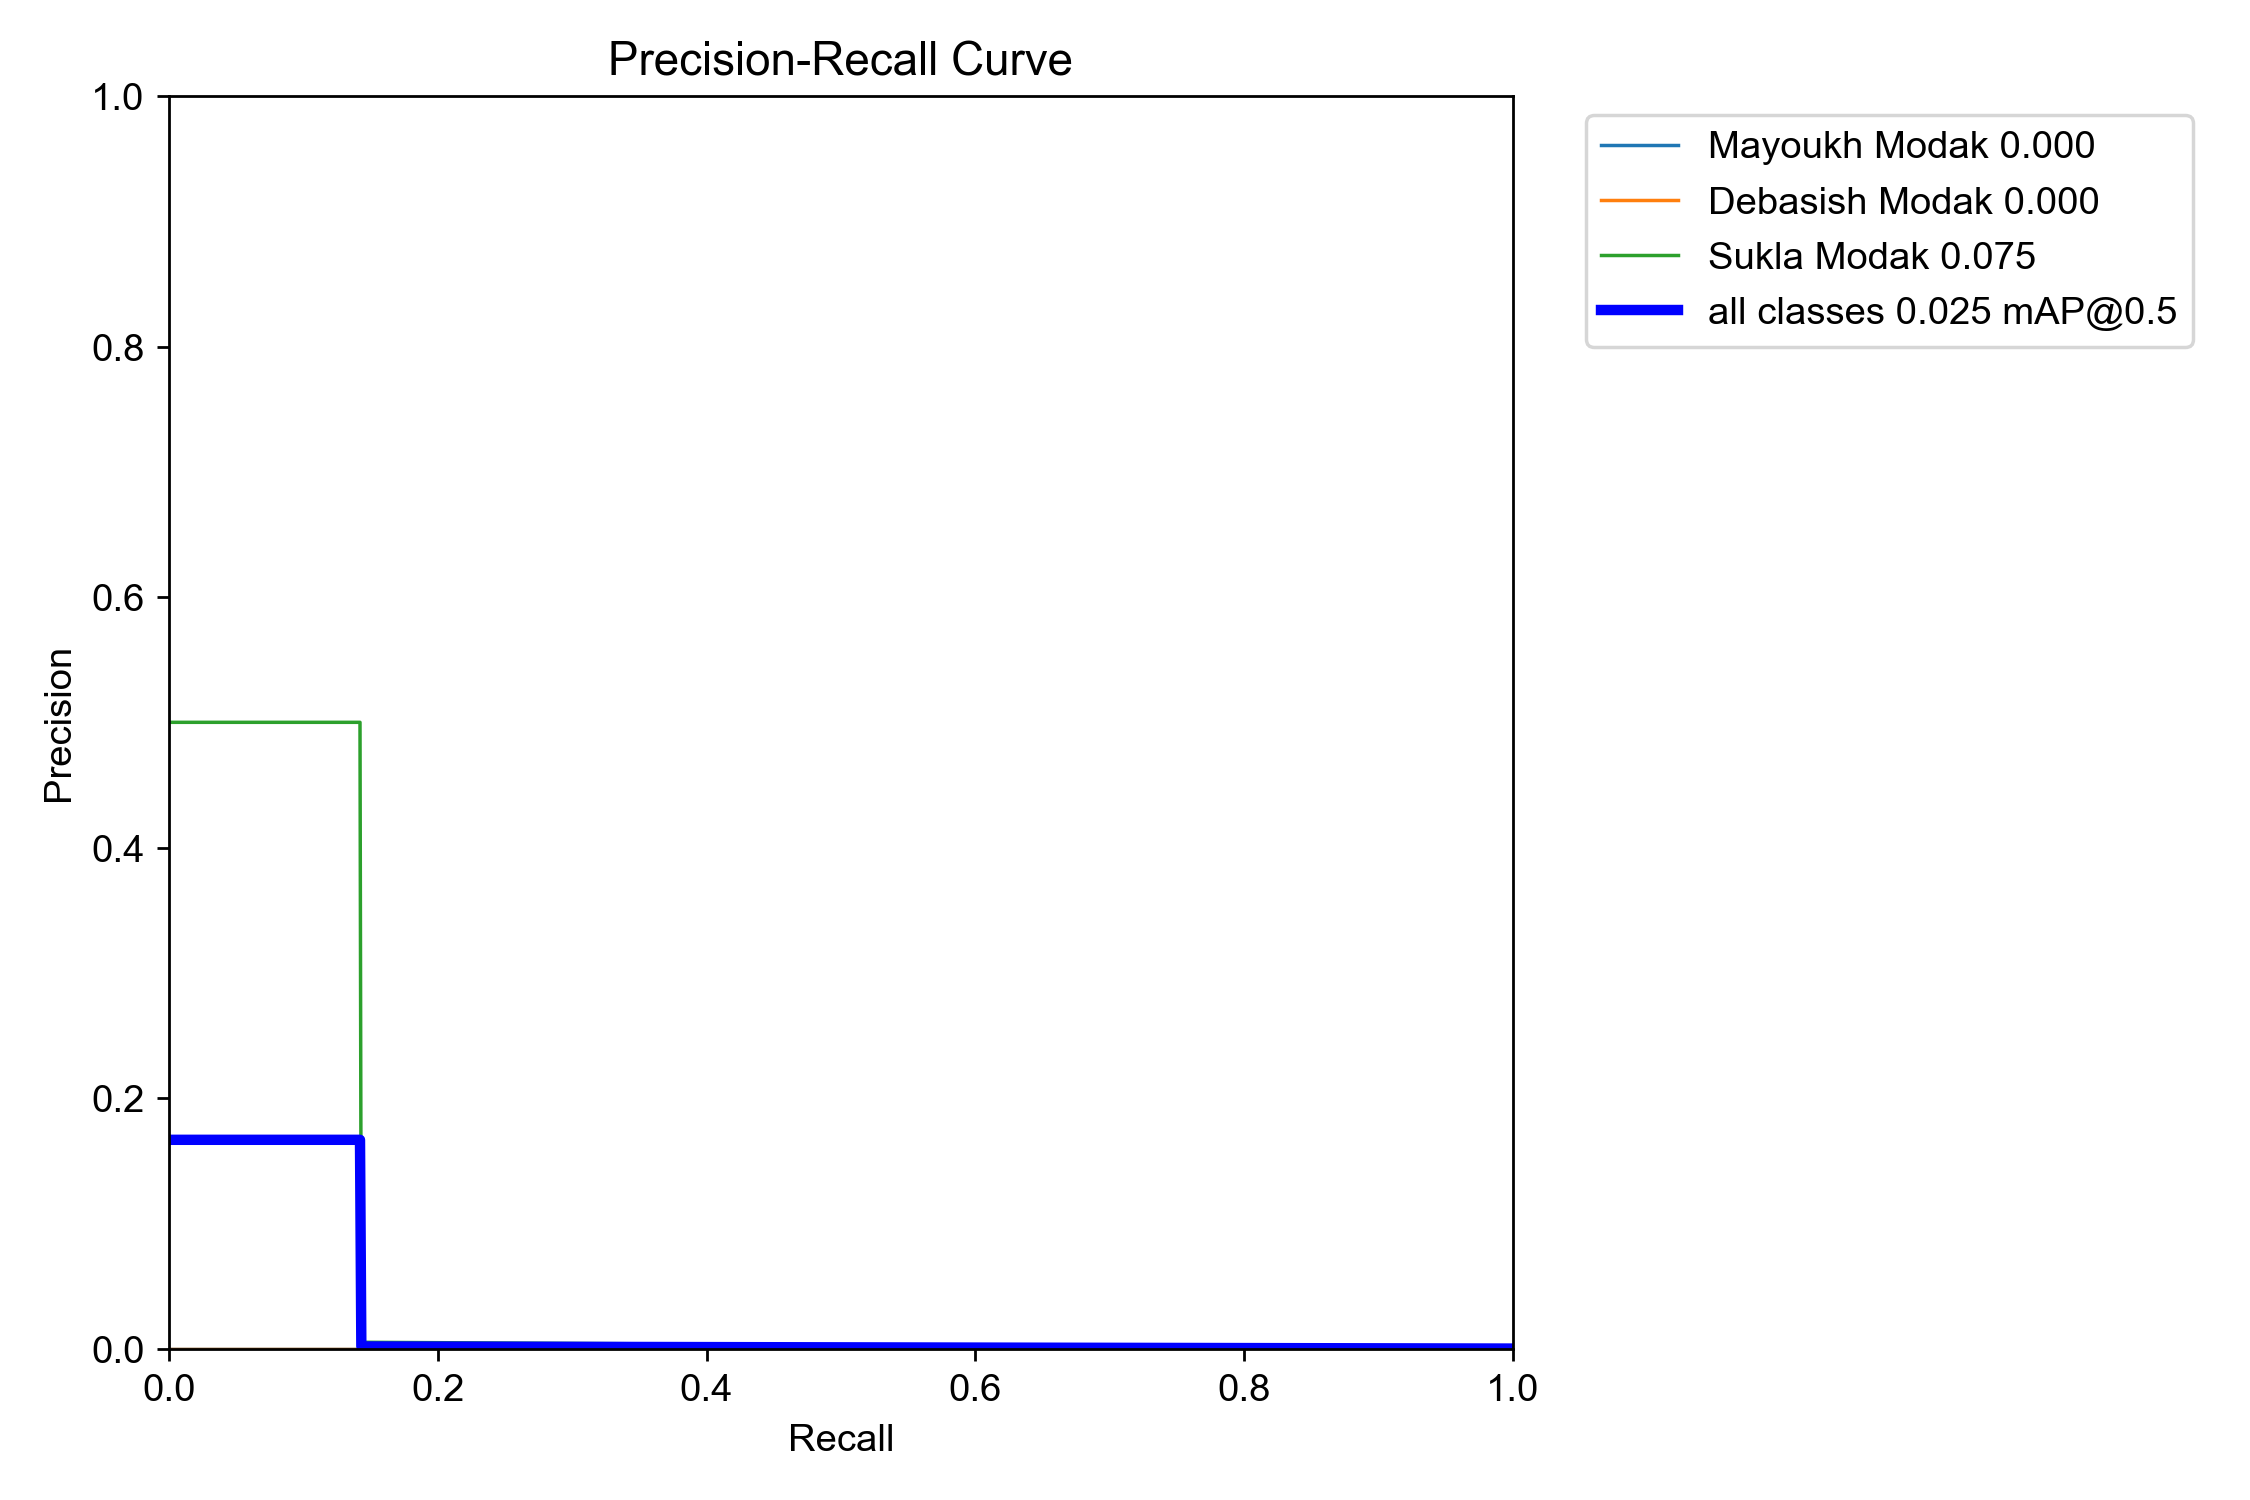 Precision-Recall Curve
1.0
0.8
0.6
0.4
0.2
0.0
Precision
0.0 0.2 0.4 0.6 0.8 1.0
Recall
Mayoukh Modak 0.000
Debasish Modak 0.000
Sukla Modak 0.075
all classes 0.025 mAP@0.5